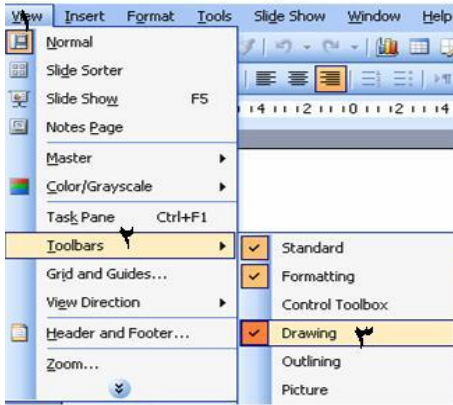 View Insert Format Tools Slide Show Window Help
Normal
Slide Sorter
Slide Show F5
Notes Page
Master
Color/Grayscale
Task Pane Ctrl+F1
Toolbars ۲
Grid and Guides...
View Direction
Header and Footer...
Zoom...
Standard
Formatting
Control Toolbox
Drawing ۳
Outlining
Picture